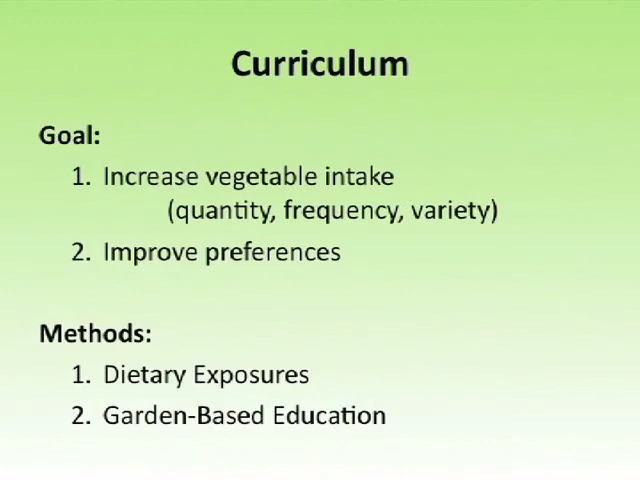 Curriculum
Goal:
1. Increase vegetable intake
(quantity, frequency, variety)
2. Improve preferences
Methods:
1. Dietary Exposures
2. Garden-Based Education